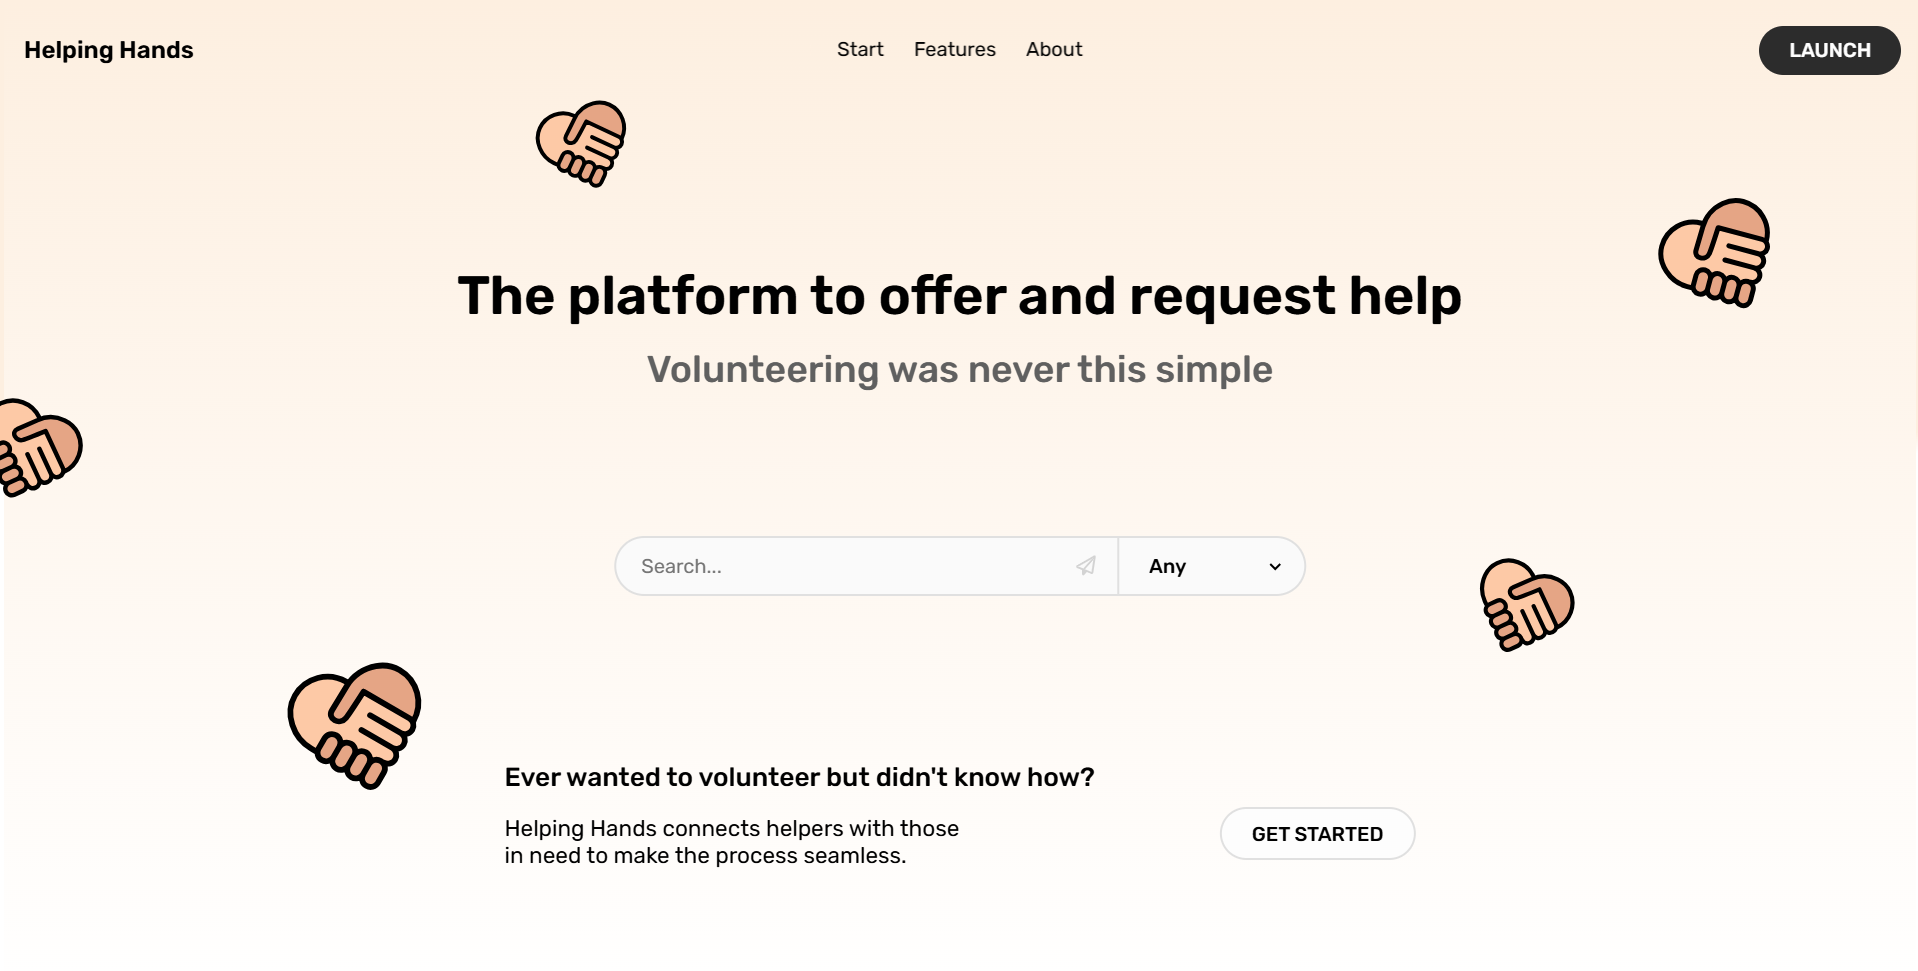 Helping Hands
Start
Features
About
LAUNCH
The platform to offer and request help
Volunteering was never this simple
Search...
Any
Ever wanted to volunteer but didn't know how?
Helping Hands connects helpers with those
in need to make the process seamless.
GET STARTED